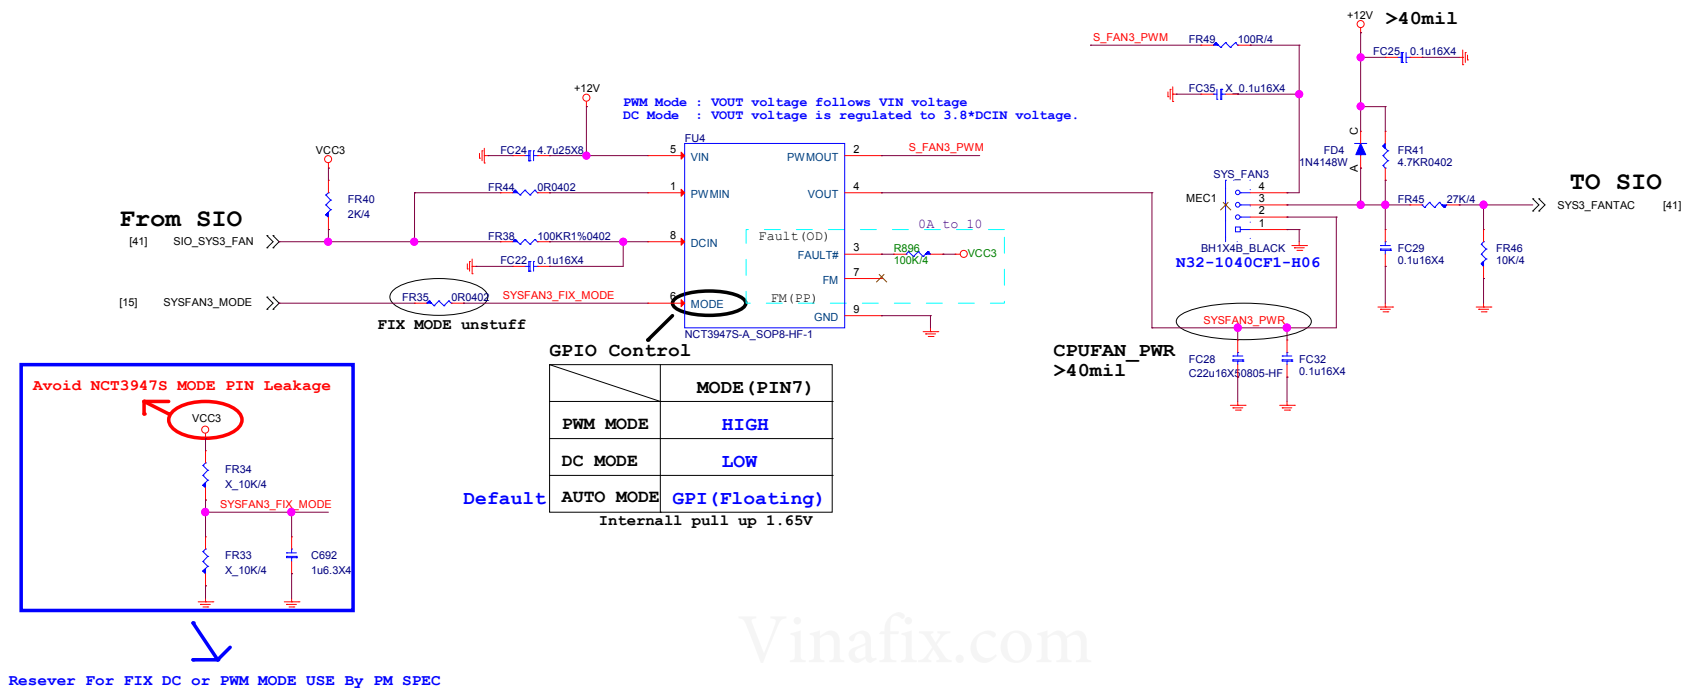 +12V
>40mil
S_FAN3_PWM
FR49
100R/4
FC25
0.1u16X4
+12V
FC35
X_0.1u16X4
PWM Mode : VOUT voltage follows VIN voltage
DC Mode : VOUT voltage is regulated to 3.8*DCIN voltage.
FU4
VCC3
FC24
4.7u25X8
5
VIN
PWMOUT
2
S_FAN3_PWM
C
FD4
1N4148W
A
FR41
4.7KR0402
FR44
0R0402
1
PWMIN
VOUT
4
SYS_FAN3
MEC1
4
3
2
1
FR40
2K/4
FR45
27K/4
TO SIO
SYS3_FANTAC
[41]
From SIO
[41]
SIO_SYS3_FAN
FR38
100KR1%0402
8
DCIN
0A_to_10
Fault(OD)
FAULT#
3
R896
100K/4
VCC3
BH1X4B_BLACK
N32-1040CF1-H06
FC29
0.1u16X4
FR46
10K/4
FC22
0.1u16X4
FM
7
[15]
SYSFAN3_MODE
FR35
0R0402
SYSFAN3_FIX_MODE
6
MODE
FM(PP)
FIX MODE unstuff
GND
9
SYSFAN3_PWR
NCT3947S-A_SOP8-HF-1
GPIO Control
CPUFAN_PWR
>40mil
FC28
C22u16X50805-HF
FC32
0.1u16X4
MODE(PIN7)
PWM MODE
HIGH
DC MODE
LOW
Default
AUTO MODE
GPI(Floating)
Internall pull up 1.65V
Avoid NCT3947S MODE PIN Leakage
VCC3
FR34
X_10K/4
SYSFAN3_FIX_MODE
FR33
X_10K/4
C692
1u6.3X4
Resever For FIX DC or PWM MODE USE By PM SPEC
Vinafix.com